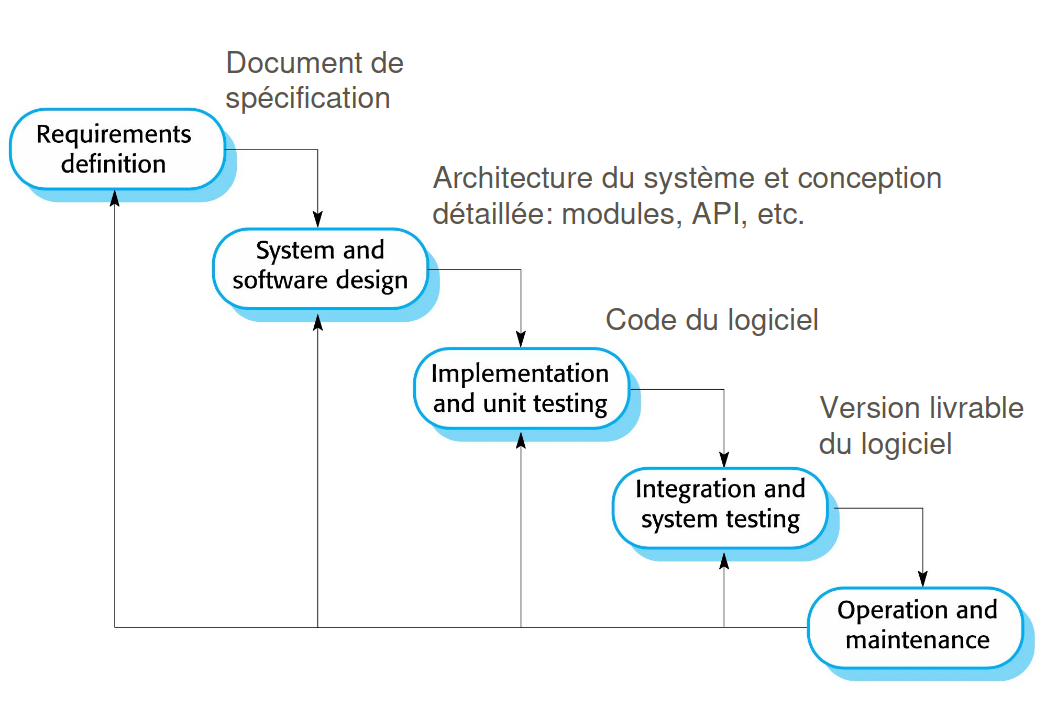 Document de
spécification
Requirements
definition
Architecture du système et conception
détaillée: modules, API, etc.
System and
software design
Code du logiciel
Implementation
and unit testing
Version livrable
du logiciel
Integration and
system testing
Operation and
maintenance